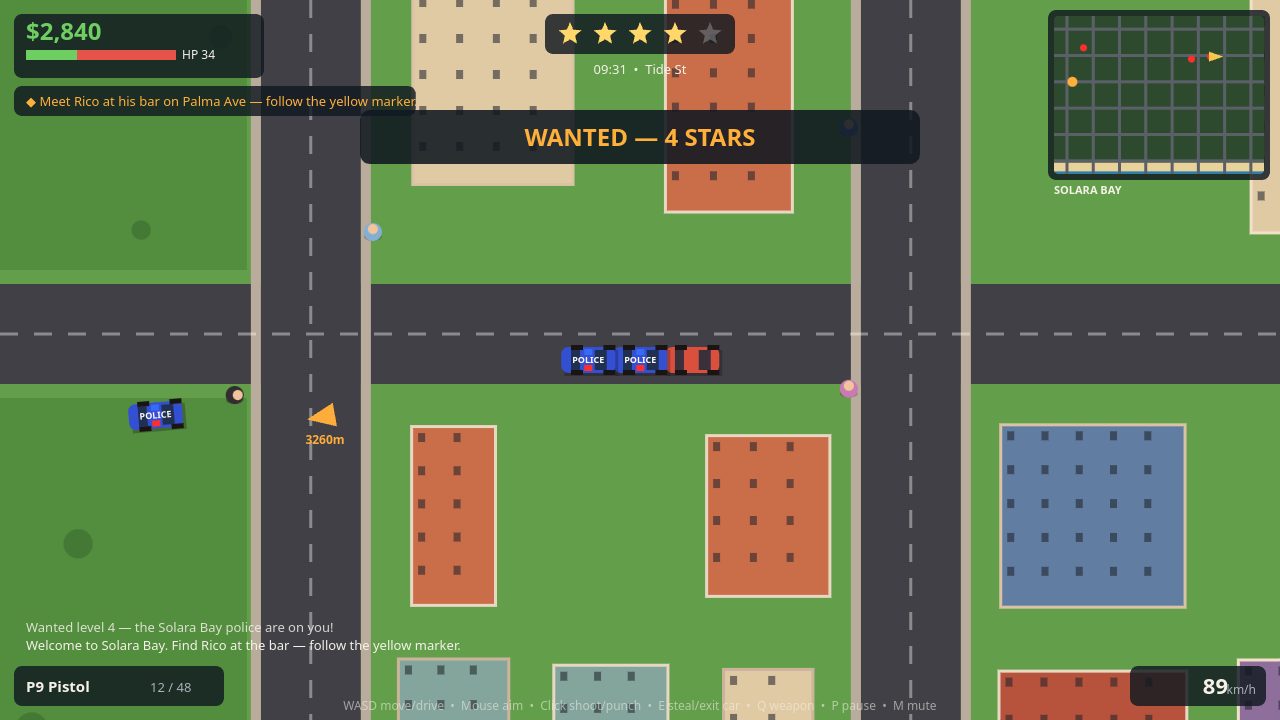 $2,840
HP 34
◆ Meet Rico at his bar on Palma Ave — follow the yellow marker
09:31 • Tide St
WANTED — 4 STARS
SOLARA BAY
POLICE
POLICE
POLICE
3260m
Wanted level 4 — the Solara Bay police are on you!
Welcome to Solara Bay. Find Rico at the bar — follow the yellow marker.
P9 Pistol 12 / 48
89 km/h
WASD move/drive • Mouse aim • Click shoot/punch • E steal/exit car • Q weapon • P pause • M mute